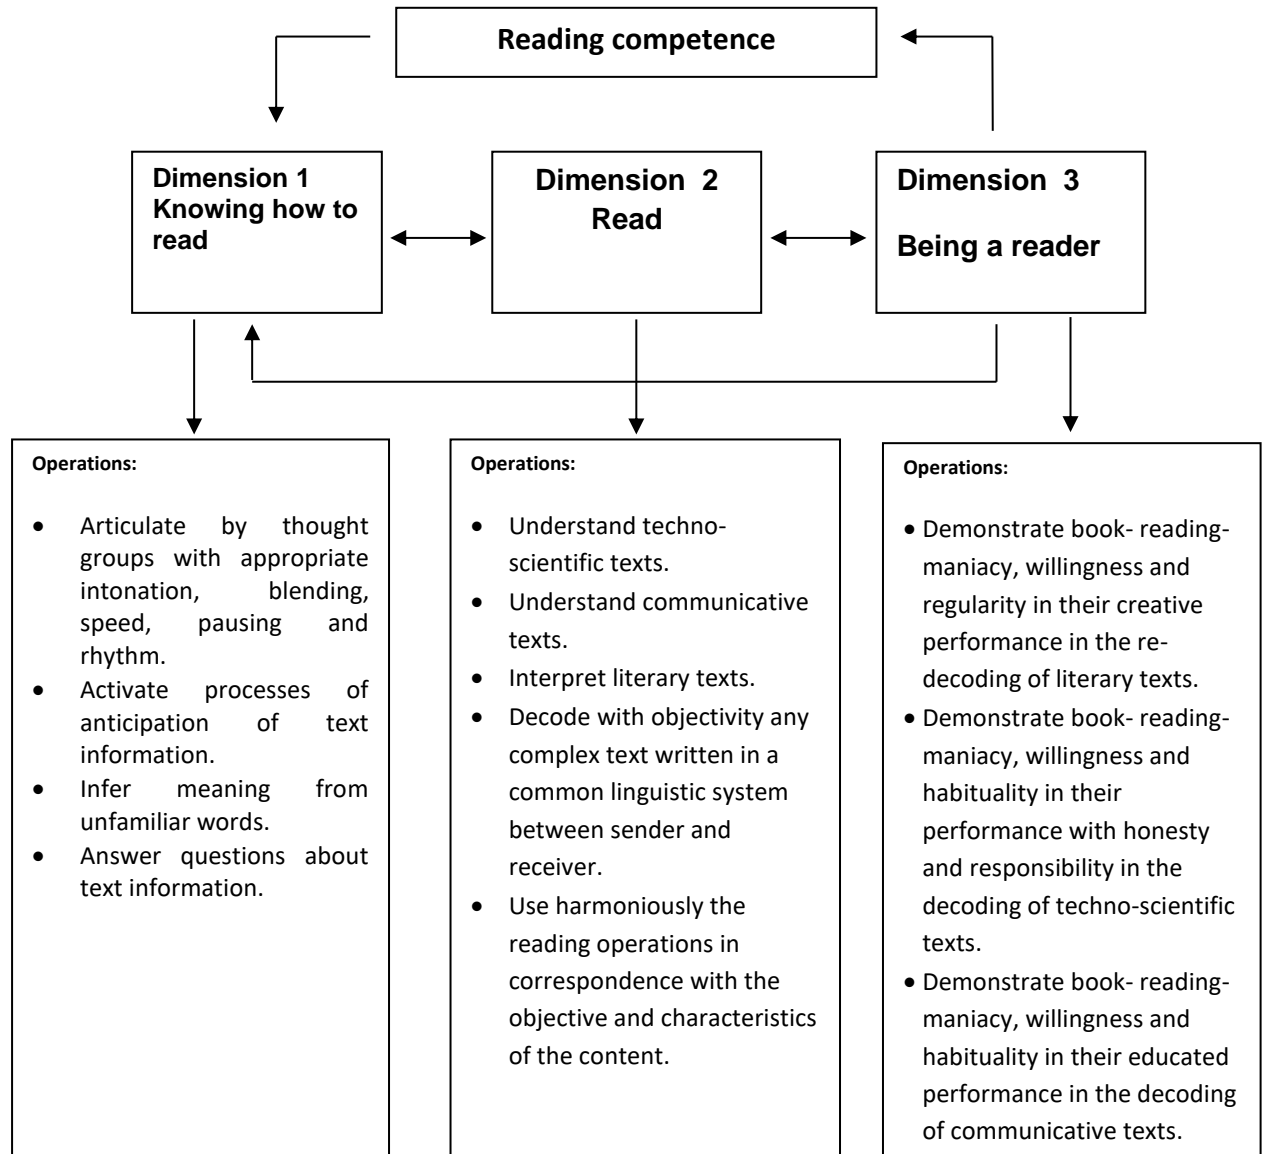 Reading competence
Dimension 1
Knowing how to
read
Dimension 2
Read
Dimension 3
Being a reader
Operations:
• Articulate by thought
groups with appropriate
intonation, blending,
speed, pausing and
rhythm.
• Activate processes of
anticipation of text
information.
• Infer meaning from
unfamiliar words.
• Answer questions about
text information.
Operations:
• Understand techno-
scientific texts.
• Understand communicative
texts.
• Interpret literary texts.
• Decode with objectivity any
complex text written in a
common linguistic system
between sender and
receiver.
• Use harmoniously the
reading operations in
correspondence with the
objective and characteristics
of the content.
Operations:
• Demonstrate book- reading-
maniacy, willingness and
regularity in their creative
performance in the re-
decoding of literary texts.
• Demonstrate book- reading-
maniacy, willingness and
habituality in their
performance with honesty
and responsibility in the
decoding of techno-scientific
texts.
• Demonstrate book- reading-
maniacy, willingness and
habituality in their educated
performance in the decoding
of communicative texts.